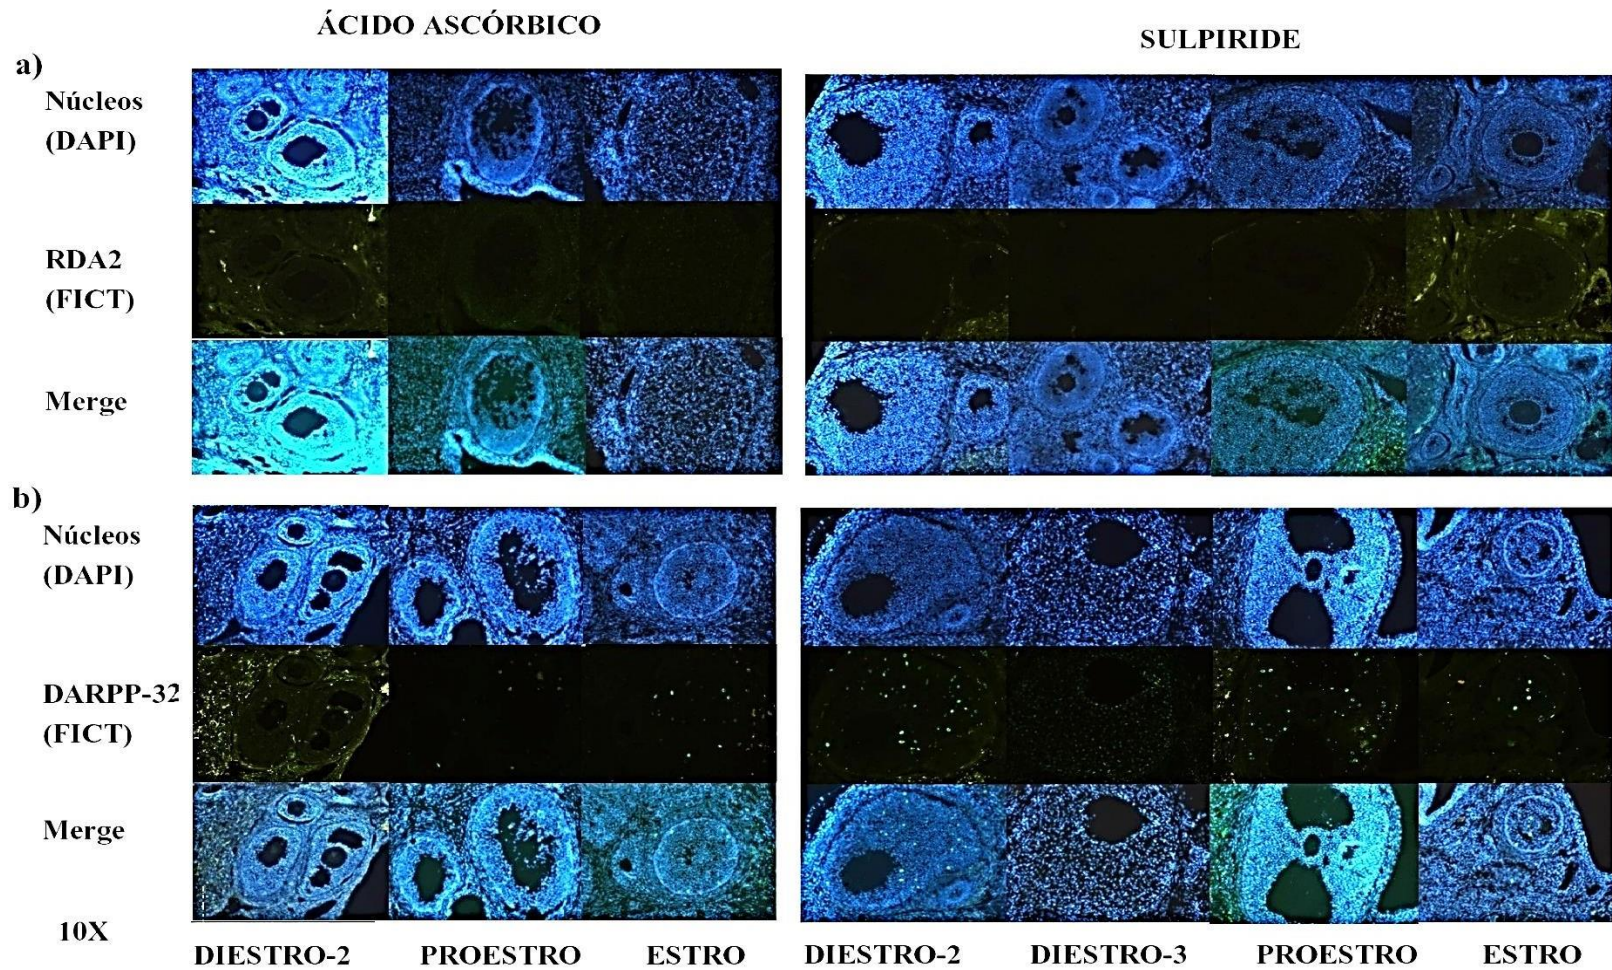 ÁCIDO ASCÓRBICO
SULPIRIDE
a)
Núcleos
(DAPI)
RDA2
(FICT)
Merge
b)
Núcleos
(DAPI)
DARPP-32
(FICT)
Merge
10X
DIESTRO-2 PROESTRO ESTRO DIESTRO-2 DIESTRO-3 PROESTRO ESTRO